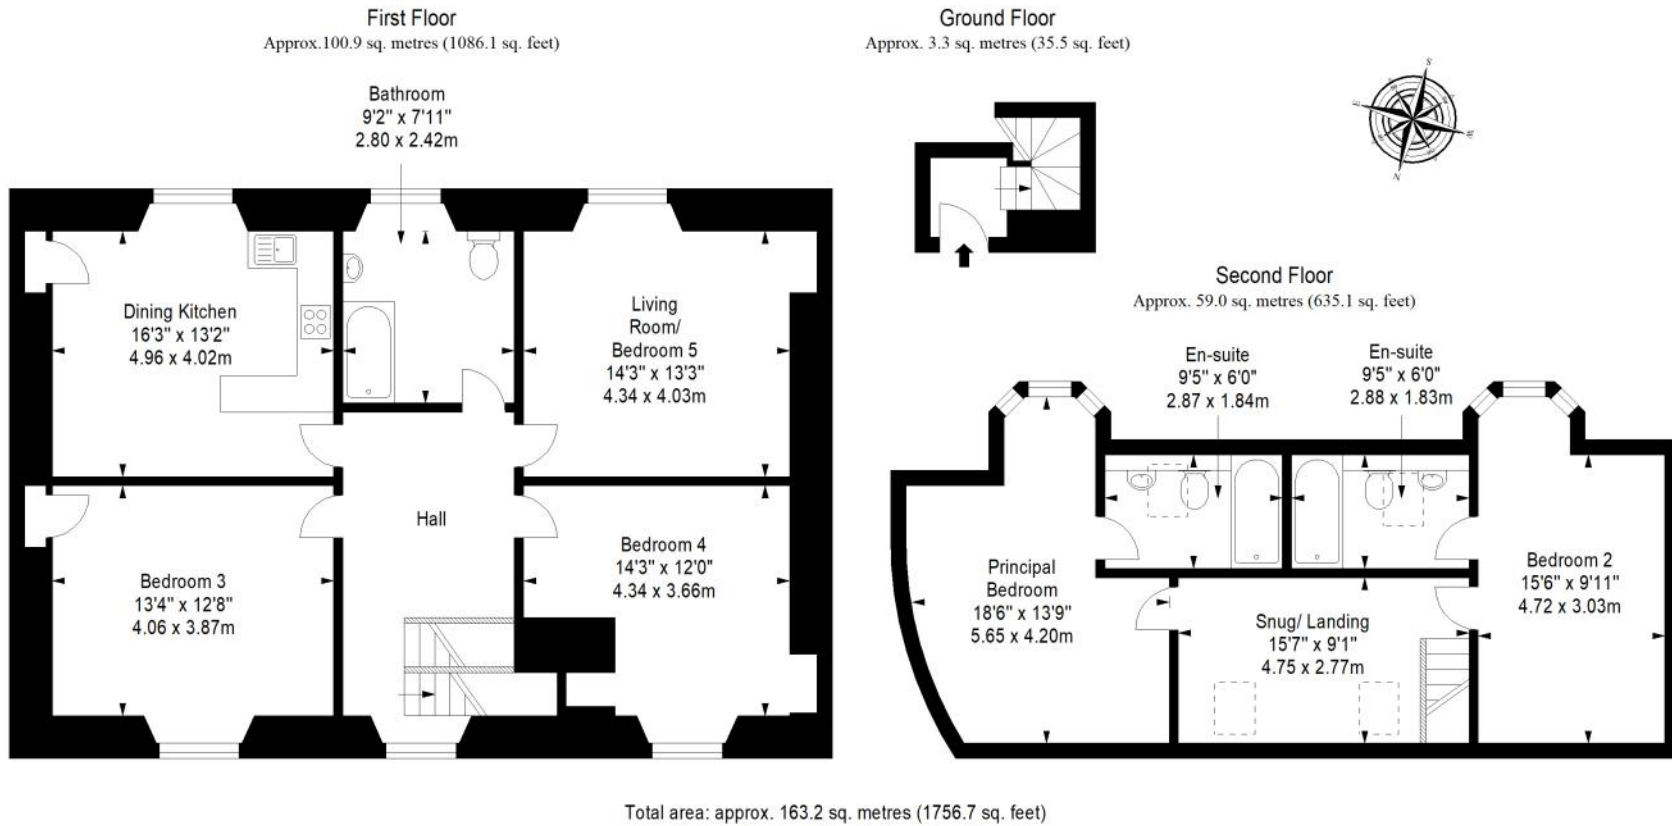 First Floor
Approx.100.9 sq. metres (1086.1 sq. feet)
Ground Floor
Approx. 3.3 sq. metres (35.5 sq. feet)
S
E
W
N
Bathroom
9'2" x 7'11"
2.80 x 2.42m
Dining Kitchen
16'3" x 13'2"
4.96 x 4.02m
Living
Room/
Bedroom 5
14'3" x 13'3"
4.34 x 4.03m
Hall
Bedroom 3
13'4" x 12'8"
4.06 x 3.87m
Bedroom 4
14'3" x 12'0"
4.34 x 3.66m
Second Floor
Approx. 59.0 sq. metres (635.1 sq. feet)
En-suite
9'5" x 6'0"
2.87 x 1.84m
En-suite
9'5" x 6'0"
2.88 x 1.83m
Principal
Bedroom
18'6" x 13'9"
5.65 x 4.20m
Snug/ Landing
15'7" x 9'1"
4.75 x 2.77m
Bedroom 2
15'6" x 9'11"
4.72 x 3.03m
Total area: approx. 163.2 sq. metres (1756.7 sq. feet)